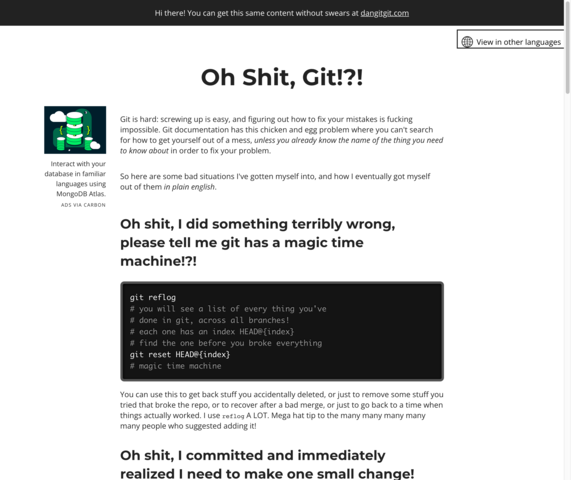 Hi there! You can get this same content without swears at dangitgit.com
View in other languages
Oh Shit, Git!?!
Interact with your
database in familiar
languages using
MongoDB Atlas.
ADS VIA CARBON
Git is hard: screwing up is easy, and figuring out how to fix your mistakes is fucking
impossible. Git documentation has this chicken and egg problem where you can't search
for how to get yourself out of a mess, unless you already know the name of the thing you need
to know about in order to fix your problem.
So here are some bad situations I've gotten myself into, and how I eventually got myself
out of them in plain english.
Oh shit, I did something terribly wrong,
please tell me git has a magic time
machine!?!
git reflog
# you will see a list of every thing you've
# done in git, across all branches!
# each one has an index HEAD@{index}
# find the one before you broke everything
git reset HEAD@{index}
# magic time machine
You can use this to get back stuff you accidentally deleted, or just to remove some stuff you
tried that broke the repo, or to recover after a bad merge, or just to go back to a time when
things actually worked. I use reflog A LOT. Mega hat tip to the many many many many
many people who suggested adding it!
Oh shit, I committed and immediately
realized I need to make one small change!